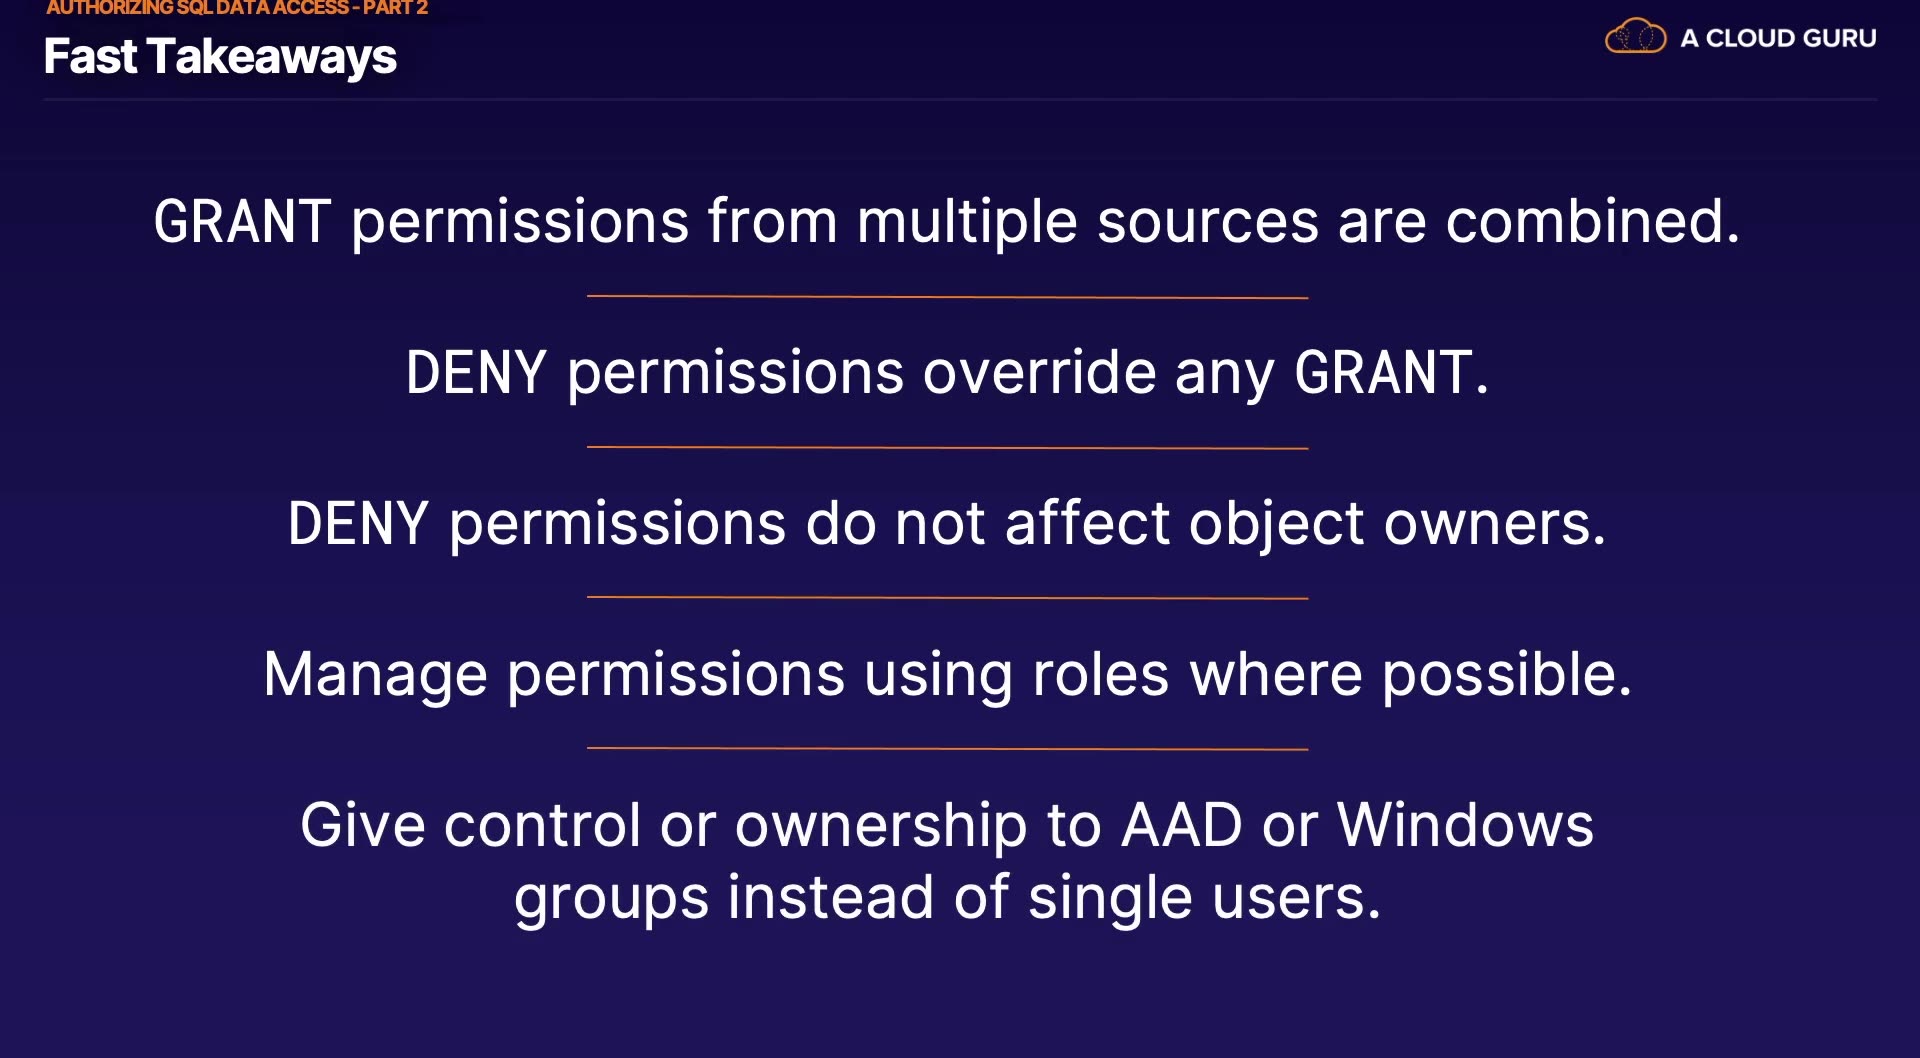 AUTHORIZING SQL DATA ACCESS - PART 2
Fast Takeaways
A CLOUD GURU
GRANT permissions from multiple sources are combined.
DENY permissions override any GRANT.
DENY permissions do not affect object owners.
Manage permissions using roles where possible.
Give control or ownership to AAD or Windows
groups instead of single users.